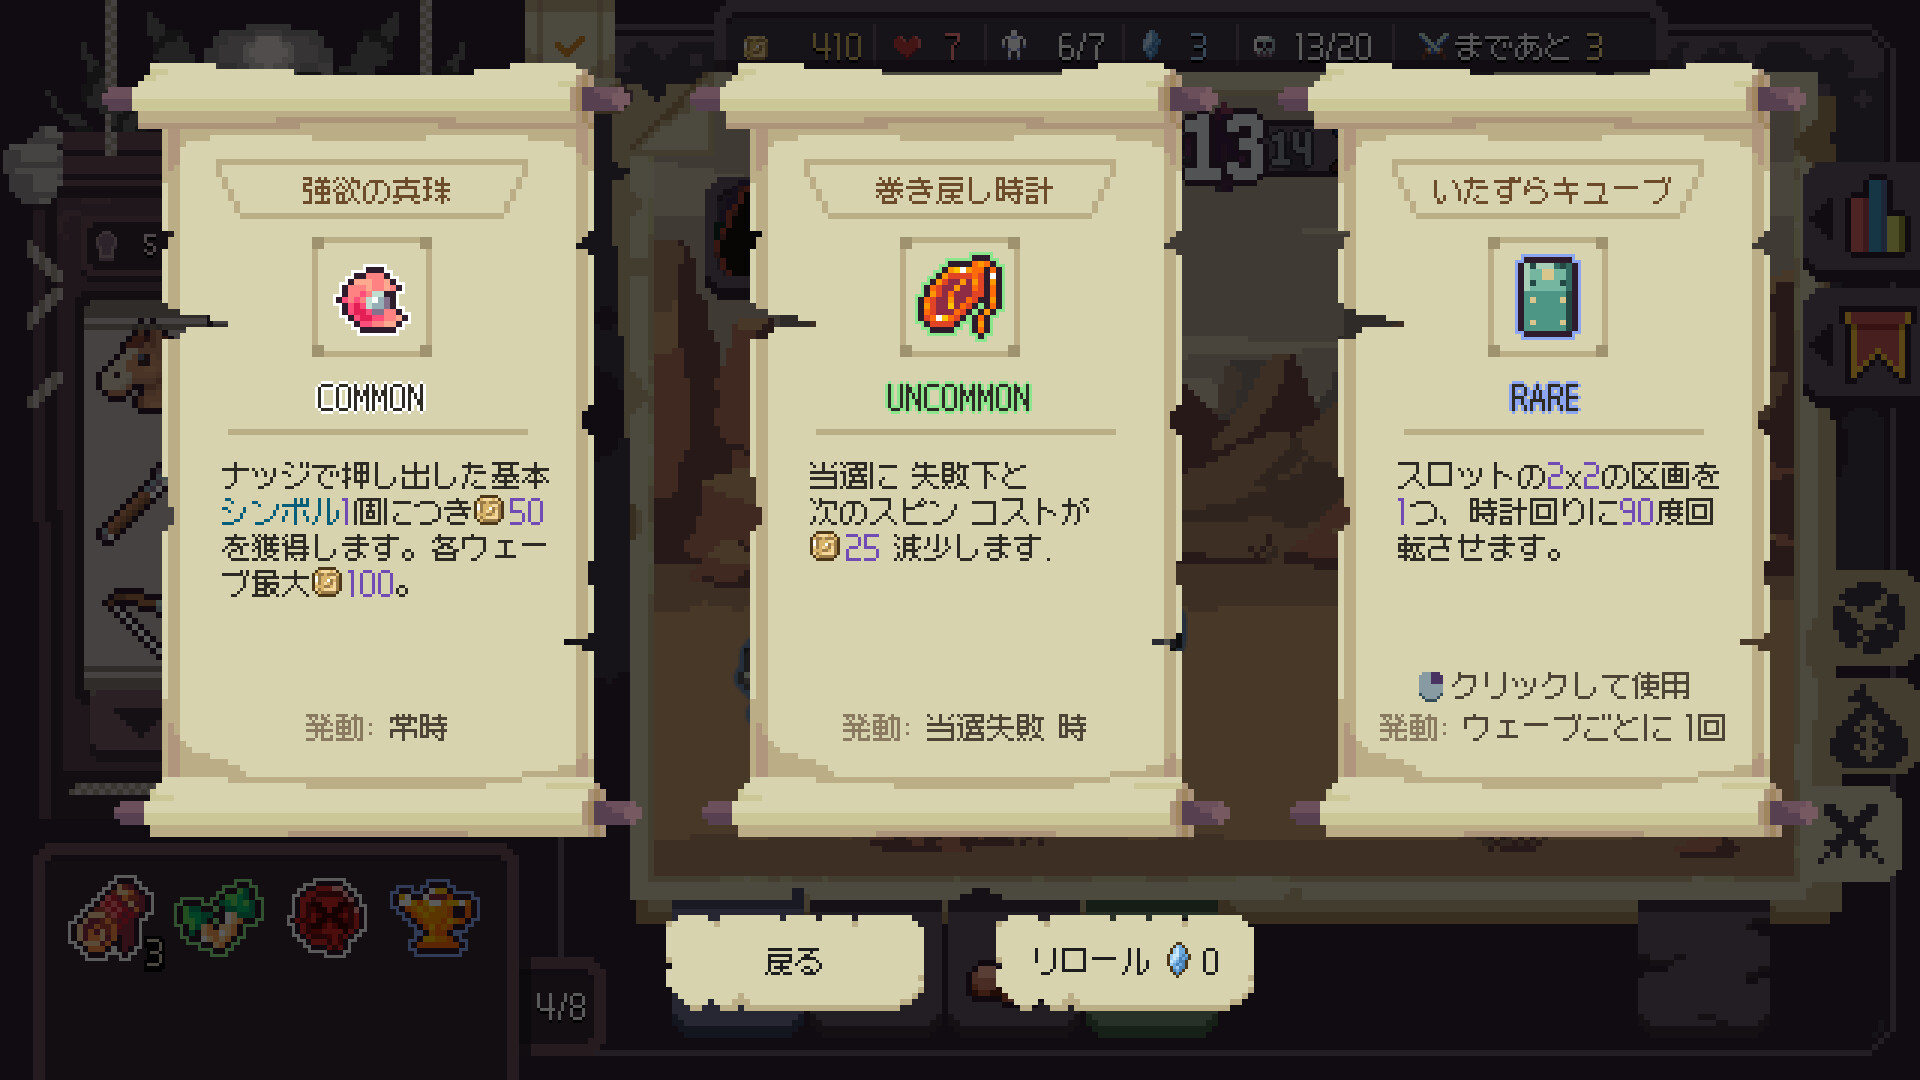 410 7 6/7 3 13/20 まであと 3
13 14
5
強欲の真珠
COMMON
ナッジで押し出した基本
シンボル1個につき50
を獲得します。各ウェー
ブ最大100。
発動: 常時
巻き戻し時計
UNCOMMON
当選に 失敗下と
次のスピン コストが
25 減少します.
発動: 当選失敗 時
いたずらキューブ
RARE
スロットの2x2の区画を
1つ、時計回りに90度回
転させます。
クリックして使用
発動: ウェーブごとに 1回
3
4/8
戻る
リロール 0